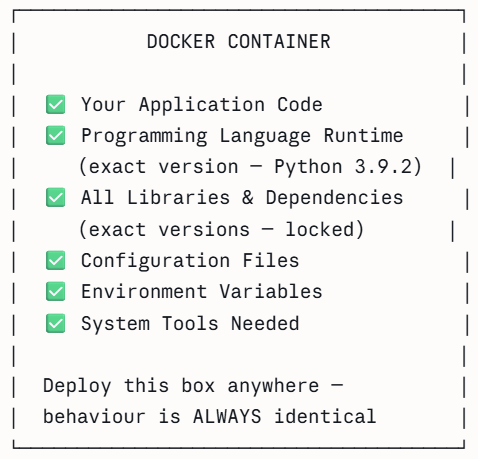 DOCKER CONTAINER
✅ Your Application Code
✅ Programming Language Runtime
(exact version — Python 3.9.2)
✅ All Libraries & Dependencies
(exact versions — locked)
✅ Configuration Files
✅ Environment Variables
✅ System Tools Needed
Deploy this box anywhere —
behaviour is ALWAYS identical